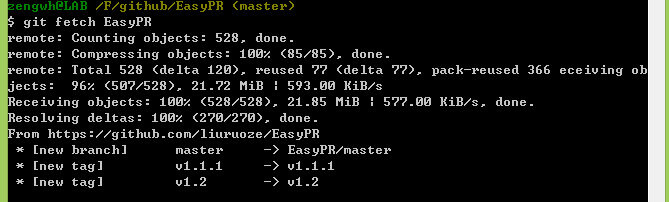 zengwh@LAB /F/github/EasyPR (master)
$ git fetch EasyPR
remote: Counting objects: 528, done.
remote: Compressing objects: 100% (85/85), done.
remote: Total 528 (delta 120), reused 77 (delta 77), pack-reused 366 eceiving ob
jects:  96% (507/528), 21.72 MiB ¦ 593.00 KiB/s
Receiving objects: 100% (528/528), 21.85 MiB ¦ 577.00 KiB/s, done.
Resolving deltas: 100% (270/270), done.
From https://github.com/liuruoze/EasyPR
 * [new branch]      master     -> EasyPR/master
 * [new tag]         v1.1.1     -> v1.1.1
 * [new tag]         v1.2       -> v1.2